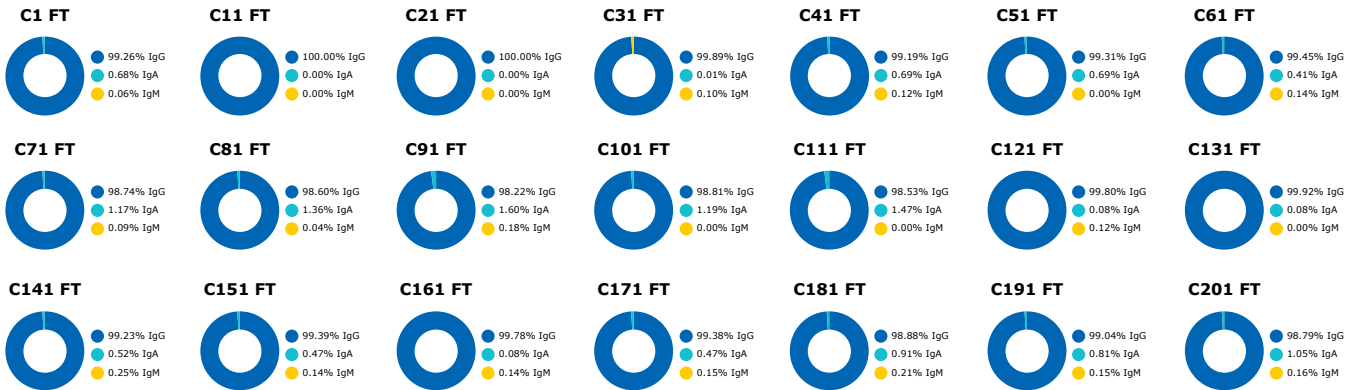 C1 FT
99.26% IgG
0.68% IgA
0.06% IgM
C11 FT
100.00% IgG
0.00% IgA
0.00% IgM
C21 FT
100.00% IgG
0.00% IgA
0.00% IgM
C31 FT
99.89% IgG
0.01% IgA
0.10% IgM
C41 FT
99.19% IgG
0.69% IgA
0.12% IgM
C51 FT
99.31% IgG
0.69% IgA
0.00% IgM
C61 FT
99.45% IgG
0.41% IgA
0.14% IgM
C71 FT
98.74% IgG
1.17% IgA
0.09% IgM
C81 FT
98.60% IgG
1.36% IgA
0.04% IgM
C91 FT
98.22% IgG
1.60% IgA
0.18% IgM
C101 FT
98.81% IgG
1.19% IgA
0.00% IgM
C111 FT
98.53% IgG
1.47% IgA
0.00% IgM
C121 FT
99.80% IgG
0.08% IgA
0.12% IgM
C131 FT
99.92% IgG
0.08% IgA
0.00% IgM
C141 FT
99.23% IgG
0.52% IgA
0.25% IgM
C151 FT
99.39% IgG
0.47% IgA
0.14% IgM
C161 FT
99.78% IgG
0.08% IgA
0.14% IgM
C171 FT
99.38% IgG
0.47% IgA
0.15% IgM
C181 FT
98.88% IgG
0.91% IgA
0.21% IgM
C191 FT
99.04% IgG
0.81% IgA
0.15% IgM
C201 FT
98.79% IgG
1.05% IgA
0.16% IgM